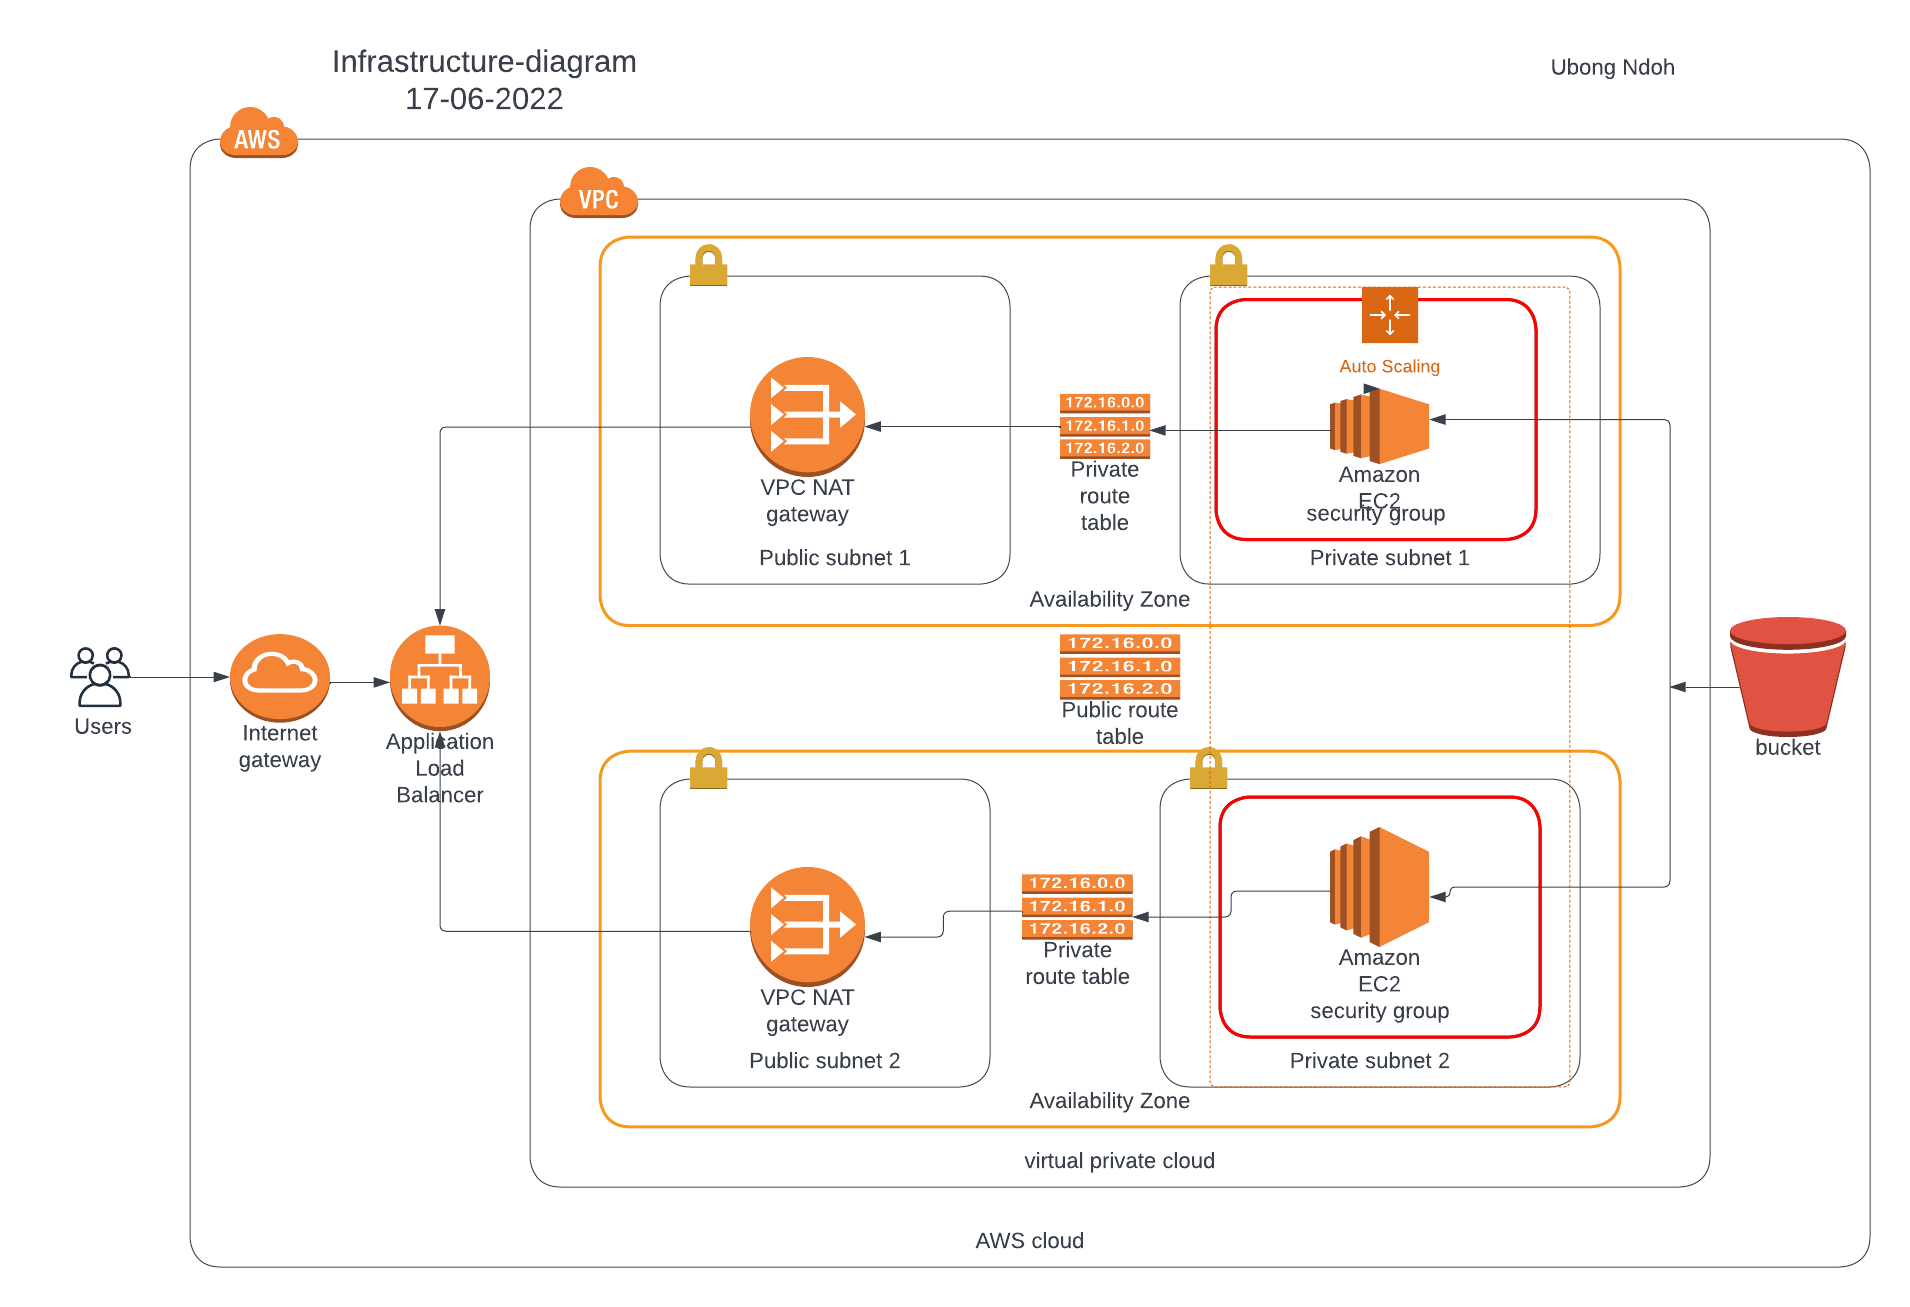 Infrastructure-diagram
17-06-2022
Ubong Ndoh
AWS
VPC
Auto Scaling
172.16.0.0
172.16.1.0
172.16.2.0
Private
route
table
Amazon
EC2
security group
VPC NAT
gateway
Public subnet 1
Private subnet 1
Availability Zone
172.16.0.0
172.16.1.0
172.16.2.0
Public route
table
Users
Internet
gateway
Application
Load
Balancer
bucket
172.16.0.0
172.16.1.0
172.16.2.0
Private
route table
Amazon
EC2
security group
VPC NAT
gateway
Public subnet 2
Private subnet 2
Availability Zone
virtual private cloud
AWS cloud